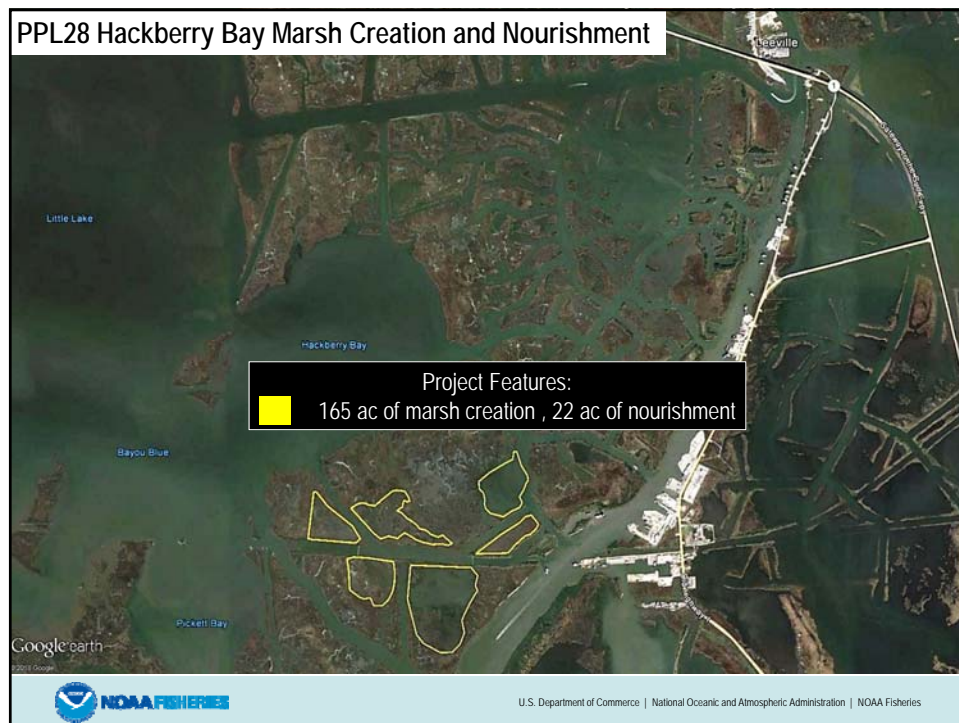 PPL28 Hackberry Bay Marsh Creation and Nourishment
Leeville
1
Little Lake
Hackberry Bay
Project Features:
165 ac of marsh creation , 22 ac of nourishment
Bayou Blue
Pickett Bay
Google earth
NOAA FISHERIES
U.S. Department of Commerce | National Oceanic and Atmospheric Administration | NOAA Fisheries